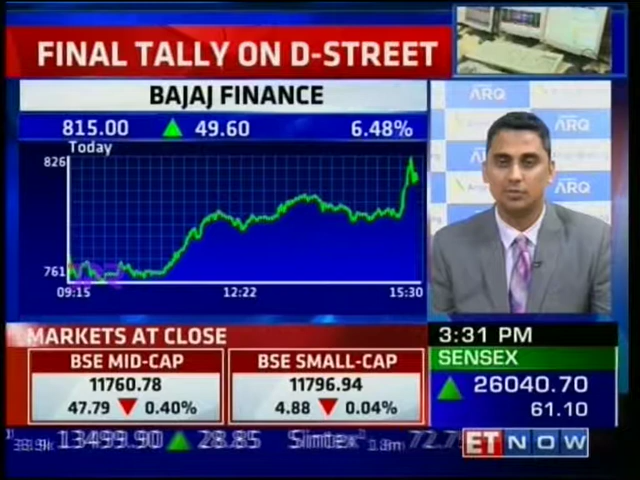 FINAL TALLY ON D-STREET
BAJAJ FINANCE
815.00 ▲ 49.60 6.48%
Today
826
761
09:15 12:22 15:30
ARQ
ARQ
ARQ
ARQ
MARKETS AT CLOSE
BSE MID-CAP
11760.78
47.79 ▼ 0.40%
BSE SMALL-CAP
11796.94
4.88 ▼ 0.04%
3:31 PM
SENSEX
▲ 26040.70
61.10
13499.90 ▲ 28.85
ET NOW